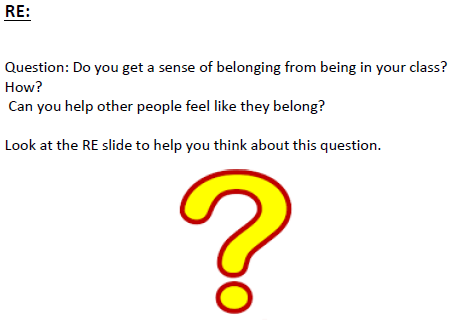 RE:
Question: Do you get a sense of belonging from being in your class?
How?
Can you help other people feel like they belong?
Look at the RE slide to help you think about this question.
?